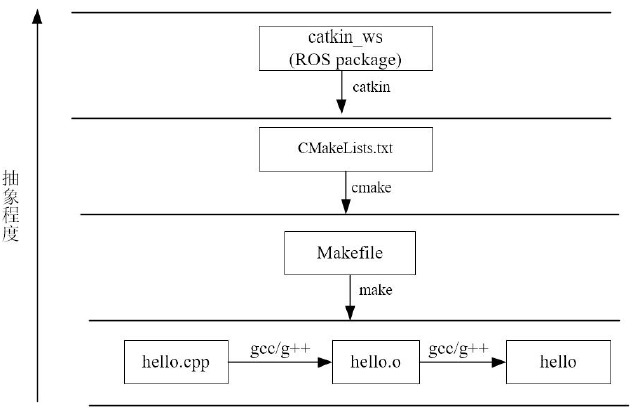 catkin_ws
(ROS package)
catkin
CMakeLists.txt
cmake
抽象程度
Makefile
make
hello.cpp
gcc/g++
hello.o
gcc/g++
hello